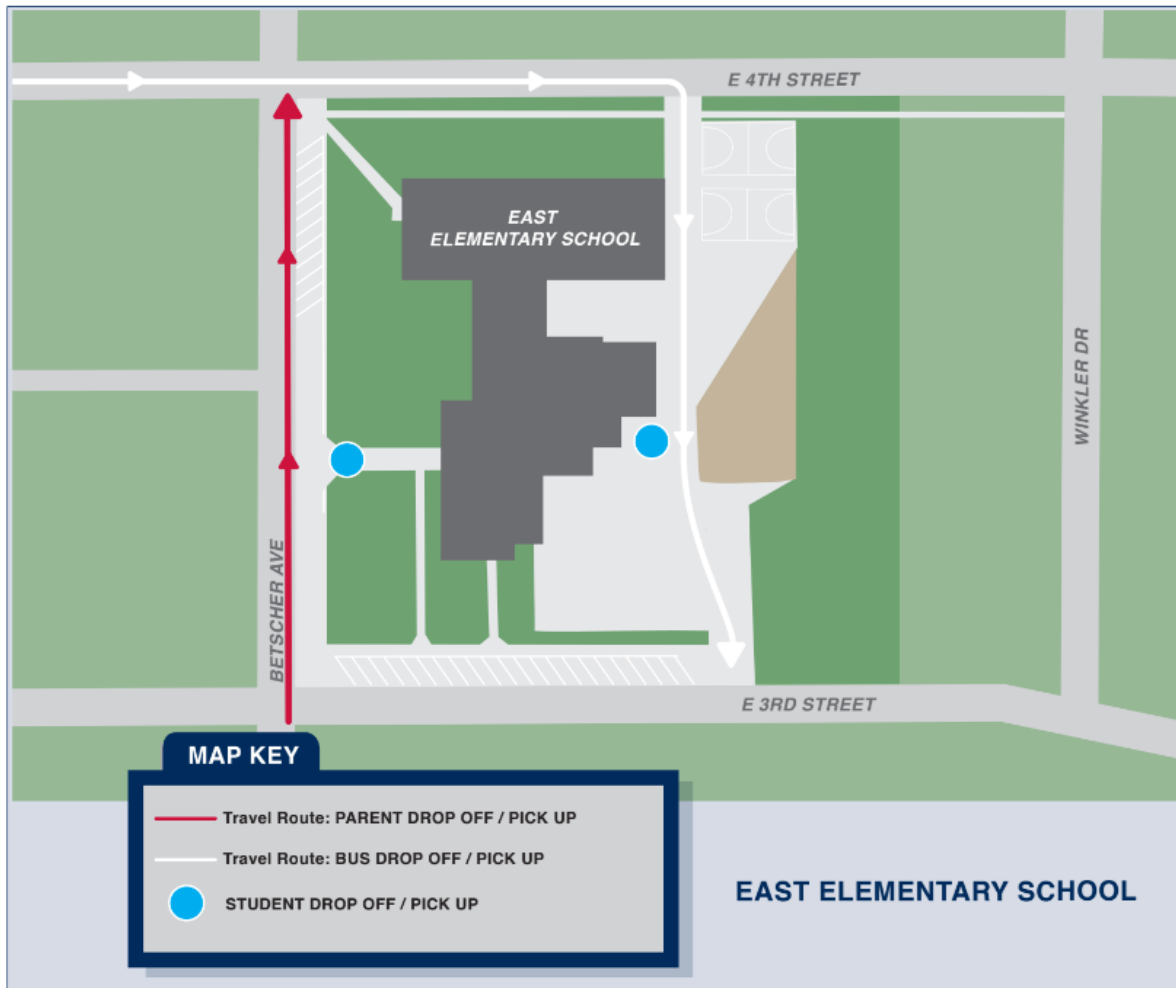 E 4TH STREET
EAST
ELEMENTARY SCHOOL
WINKLER DR
BETSCHER AVE
E 3RD STREET
MAP KEY
Travel Route: PARENT DROP OFF / PICK UP
Travel Route: BUS DROP OFF / PICK UP
STUDENT DROP OFF / PICK UP
EAST ELEMENTARY SCHOOL